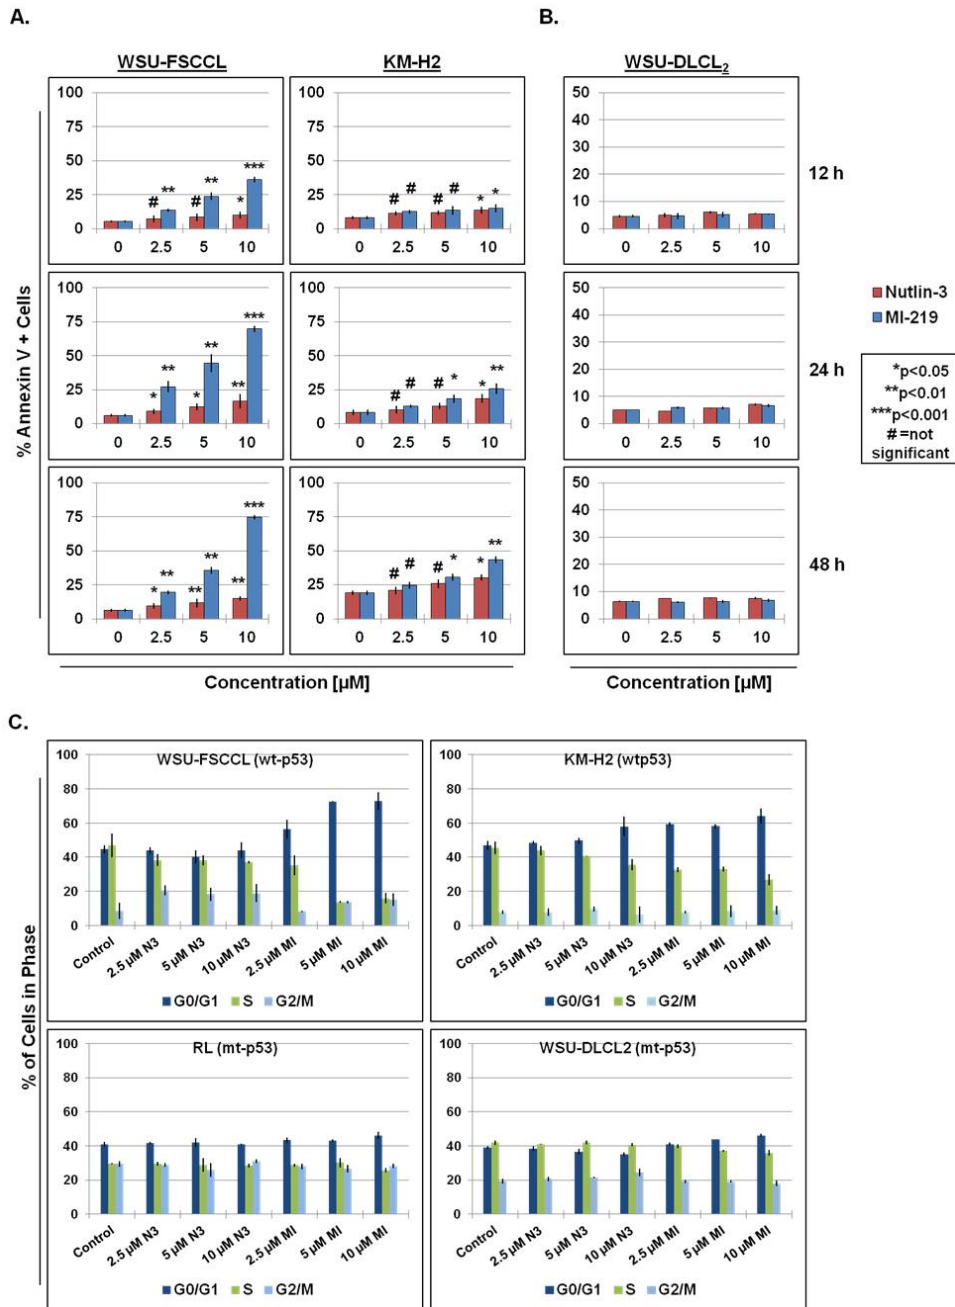 A.
B.
WSU-FSCCL
KM-H2
WSU-DLCL2
100
75
50
25
0
# ** # ** * ***
0 2.5 5 10
100
75
50
25
0
# # # # * *
0 2.5 5 10
50
40
30
20
10
0
0 2.5 5 10
12 h
100
75
50
25
0
* ** * ** ** ***
0 2.5 5 10
100
75
50
25
0
# # # * * **
0 2.5 5 10
50
40
30
20
10
0
0 2.5 5 10
24 h
100
75
50
25
0
* ** ** ** ** ***
0 2.5 5 10
100
75
50
25
0
# # # * * **
0 2.5 5 10
50
40
30
20
10
0
0 2.5 5 10
48 h
% Annexin V + Cells
Nutlin-3
MI-219
*p<0.05
**p<0.01
***p<0.001
# =not
significant
Concentration [µM]
Concentration [µM]
C.
% of Cells in Phase
WSU-FSCCL (wt-p53)
100
80
60
40
20
0
Control 2.5 µM N3 5 µM N3 10 µM N3 2.5 µM MI 5 µM MI 10 µM MI
G0/G1 S G2/M
KM-H2 (wtp53)
100
80
60
40
20
0
Control 2.5 µM N3 5 µM N3 10 µM N3 2.5 µM MI 5 µM MI 10 µM MI
G0/G1 S G2/M
RL (mt-p53)
100
80
60
40
20
0
Control 2.5 µM N3 5 µM N3 10 µM N3 2.5 µM MI 5 µM MI 10 µM MI
G0/G1 S G2/M
WSU-DLCL2 (mt-p53)
100
80
60
40
20
0
Control 2.5 µM N3 5 µM N3 10 µM N3 2.5 µM MI 5 µM MI 10 µM MI
G0/G1 S G2/M